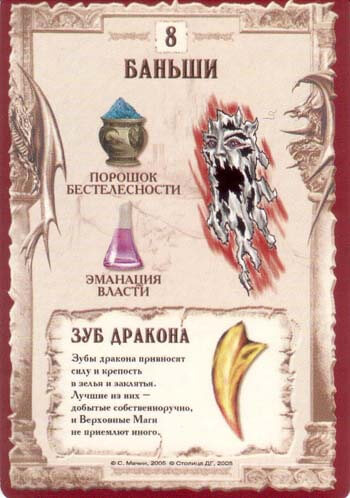 8
БАНЬШИ
ПОРОШОК
БЕСТЕЛЕСНОСТИ
ЭМАНАЦИЯ
ВЛАСТИ
ЗУБ ДРАКОНА
Зубы дракона привносят
силу и крепость
в зелья и заклятья.
Лучшие из них –
добытые собственноручно,
и Верховные Маги
не приемлют иного.
© С. Мачин, 2005 © Столица ДГ, 2005